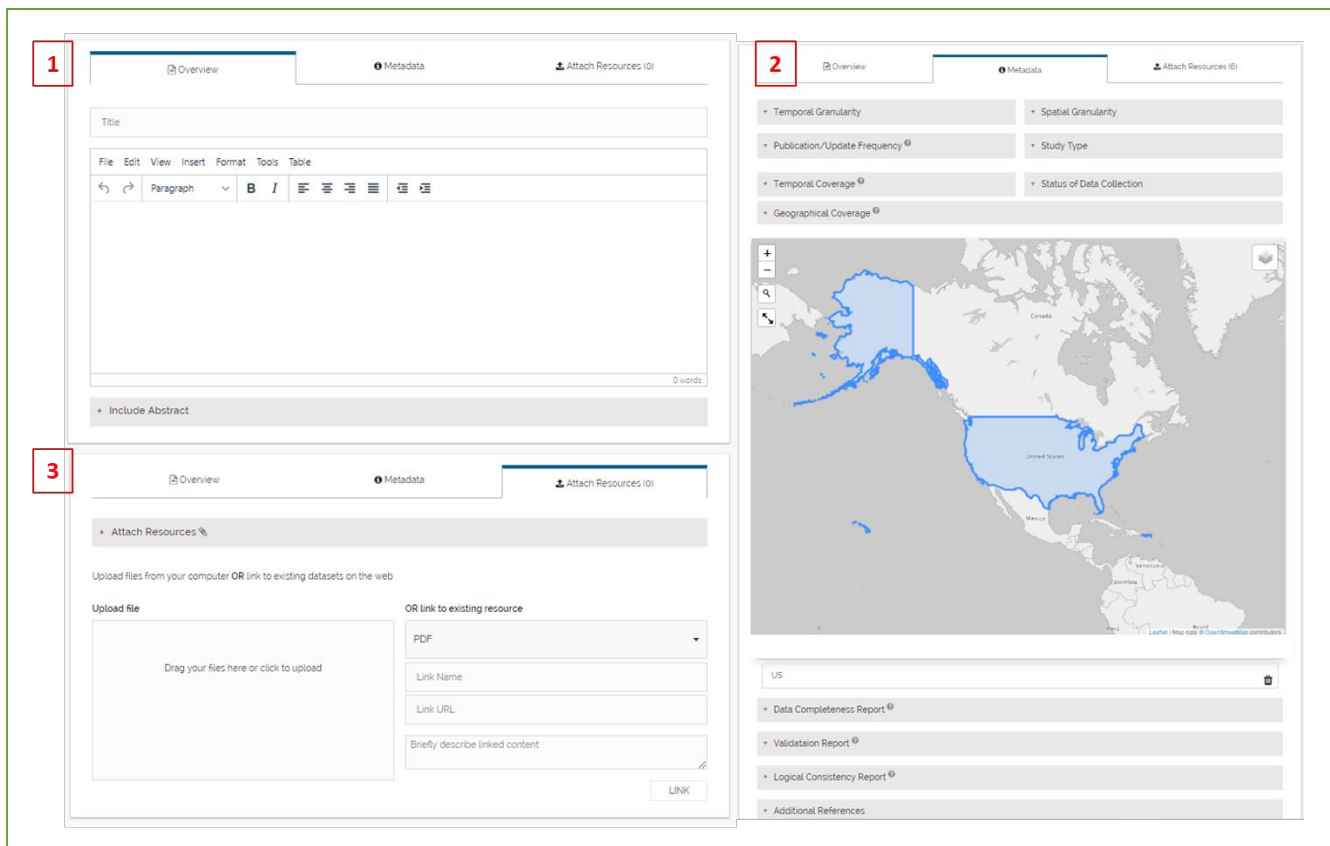 1
Overview
Metadata
Attach Resources (0)
Title
File Edit View Insert Format Tools Table
Paragraph B I
0 words
+ Include Abstract
2
Overview
Metadata
Attach Resources (6)
+ Temporal Granularity
+ Spatial Granularity
+ Publication/Update Frequency ?
+ Study Type
+ Temporal Coverage ?
+ Status of Data Collection
+ Geographical Coverage ?
+
−
Canada
United States
México
Venezuela
Colombia
Perú
Brasil
Leaflet | Map data © OpenStreetMap contributors
US
+ Data Completeness Report ?
+ Validataion Report ?
+ Logical Consistency Report ?
+ Additional References
3
Overview
Metadata
Attach Resources (0)
+ Attach Resources
Upload files from your computer OR link to existing datasets on the web
Upload file
Drag your files here or click to upload
OR link to existing resource
PDF
Link Name
Link URL
Briefly describe linked content
LINK